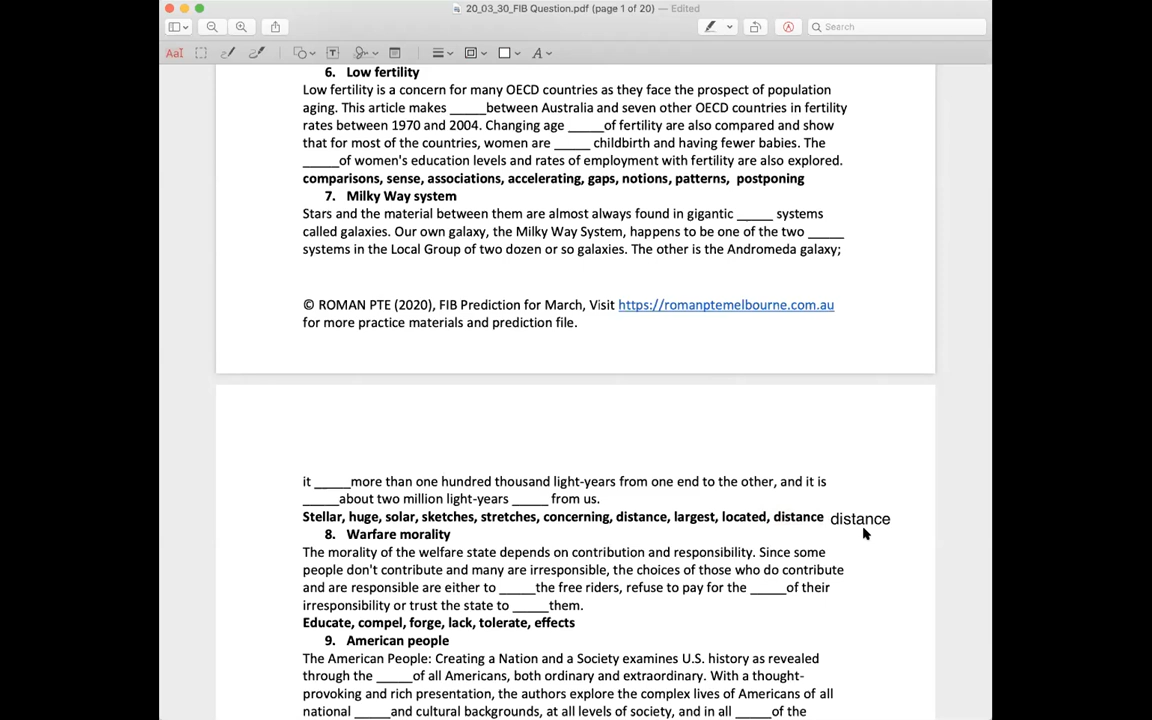 20_03_30_FIB Question.pdf (page 1 of 20) — Edited
Search
AaI
A
6. Low fertility
Low fertility is a concern for many OECD countries as they face the prospect of population
aging. This article makes _____between Australia and seven other OECD countries in fertility
rates between 1970 and 2004. Changing age _____of fertility are also compared and show
that for most of the countries, women are _____ childbirth and having fewer babies. The
_____of women's education levels and rates of employment with fertility are also explored.
comparisons, sense, associations, accelerating, gaps, notions, patterns, postponing
7. Milky Way system
Stars and the material between them are almost always found in gigantic _____ systems
called galaxies. Our own galaxy, the Milky Way System, happens to be one of the two _____
systems in the Local Group of two dozen or so galaxies. The other is the Andromeda galaxy;
© ROMAN PTE (2020), FIB Prediction for March, Visit https://romanptemelbourne.com.au
for more practice materials and prediction file.
it _____more than one hundred thousand light-years from one end to the other, and it is
_____about two million light-years _____ from us.
Stellar, huge, solar, sketches, stretches, concerning, distance, largest, located, distance distance
8. Warfare morality
The morality of the welfare state depends on contribution and responsibility. Since some
people don't contribute and many are irresponsible, the choices of those who do contribute
and are responsible are either to _____the free riders, refuse to pay for the _____of their
irresponsibility or trust the state to _____them.
Educate, compel, forge, lack, tolerate, effects
9. American people
The American People: Creating a Nation and a Society examines U.S. history as revealed
through the _____of all Americans, both ordinary and extraordinary. With a thought-
provoking and rich presentation, the authors explore the complex lives of Americans of all
national _____and cultural backgrounds, at all levels of society, and in all _____of the